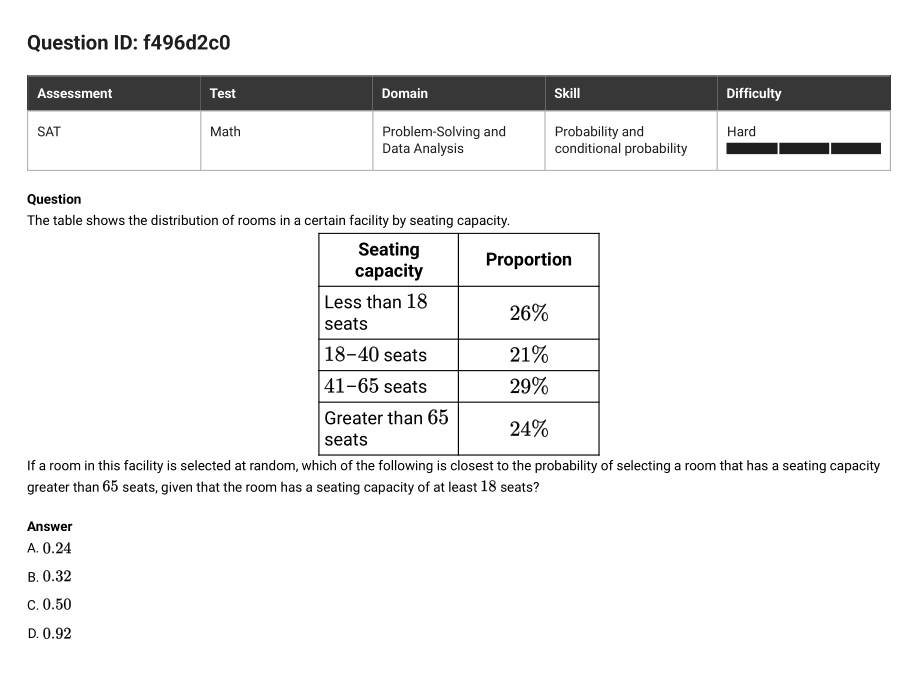 Question ID: f496d2c0
Assessment Test Domain Skill Difficulty
SAT Math Problem-Solving and Data Analysis Probability and conditional probability Hard
Question
The table shows the distribution of rooms in a certain facility by seating capacity.
Seating capacity Proportion
Less than 18 seats 26%
18–40 seats 21%
41–65 seats 29%
Greater than 65 seats 24%
If a room in this facility is selected at random, which of the following is closest to the probability of selecting a room that has a seating capacity
greater than 65 seats, given that the room has a seating capacity of at least 18 seats?
Answer
A. 0.24
B. 0.32
C. 0.50
D. 0.92